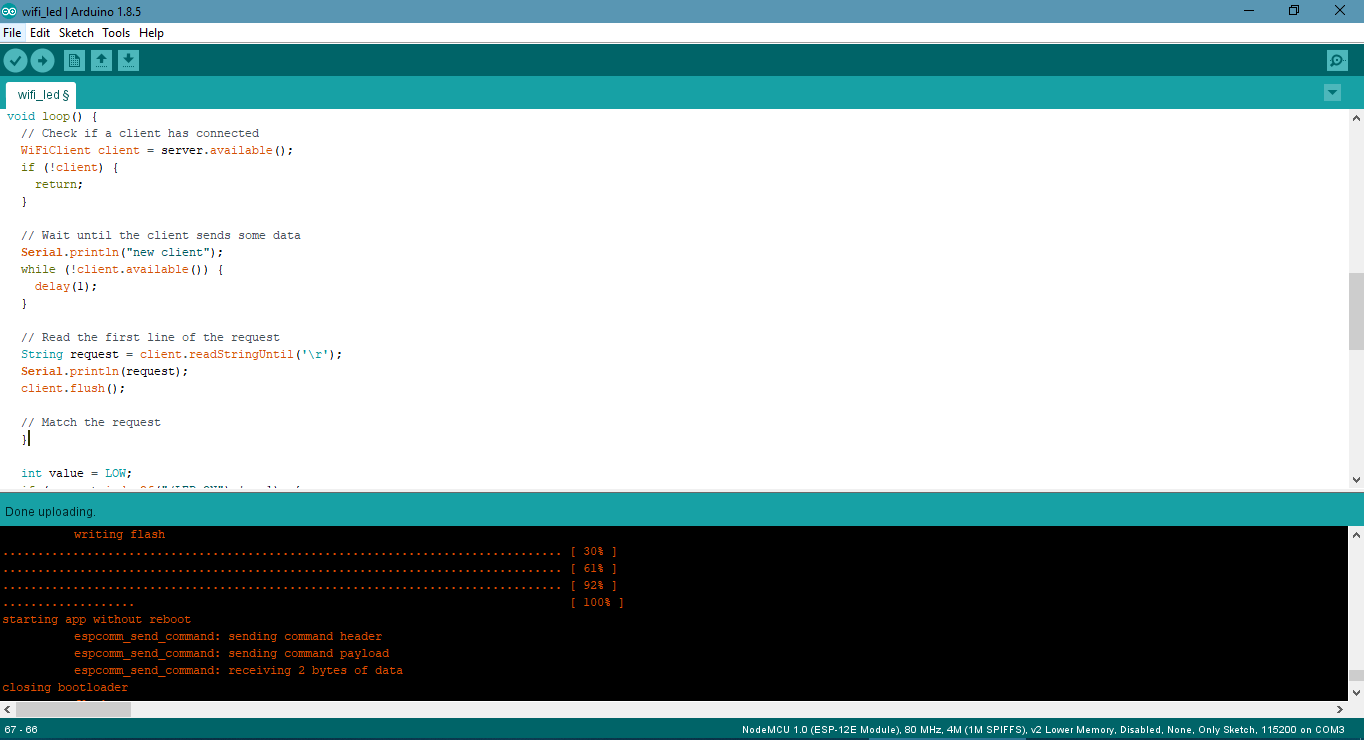 wifi_led | Arduino 1.8.5
File Edit Sketch Tools Help
wifi_led §
void loop() {
// Check if a client has connected
WiFiClient client = server.available();
if (!client) {
return;
}
// Wait until the client sends some data
Serial.println("new client");
while (!client.available()) {
delay(1);
}
// Read the first line of the request
String request = client.readStringUntil('\r');
Serial.println(request);
client.flush();
// Match the request
}
int value = LOW;
Done uploading.
writing flash
................................................................................ [ 30% ]
................................................................................ [ 61% ]
................................................................................ [ 92% ]
................... [ 100% ]
starting app without reboot
espcomm_send_command: sending command header
espcomm_send_command: sending command payload
espcomm_send_command: receiving 2 bytes of data
closing bootloader
67 - 66
NodeMCU 1.0 (ESP-12E Module), 80 MHz, 4M (1M SPIFFS), v2 Lower Memory, Disabled, None, Only Sketch, 115200 on COM3